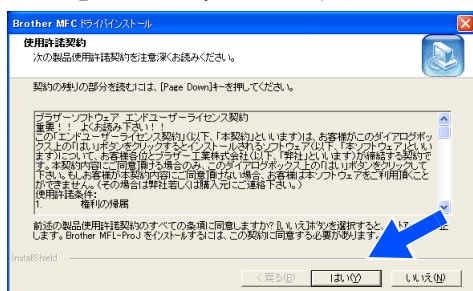 Brother MFC ドライバインストール
使用許諾契約
次の製品使用許諾契約を注意深くお読みください。
契約の残りの部分を読むには、[Page Down]キーを押してください。
ブラザーソフトウェア エンドユーザーライセンス契約
重要！！ よくお読み下さい！！
この「エンドユーザーライセンス契約」(以下、「本契約」といいます)は、お客様がこのダイアログボッ
クス上の「はい」ボタンをクリックするとインストールされるソフトウェア(以下、「本ソフトウェア」といい
ます)について、お客様各位とブラザー工業株式会社(以下、「弊社」といいます)が締結する契約で
す。本契約内容にご同意頂ける場合のみ、このダイアログボックス上の「はい」ボタンをクリックして
下さい。もしお客様が本契約内容にご同意頂けない場合、お客様は本ソフトウェアをご利用頂くこと
ができません。(その場合は弊社若しくは購入元にご連絡下さい。)
使用許諾条件:
1. 権利の帰属
前述の製品使用許諾契約のすべての条項に同意しますか? [いいえ]ボタンを選択すると、
します。Brother MFL-ProJ をインストールするには、この契約に同意する必要があります。
InstallShield
< 戻る(B)
はい(Y)
いいえ(N)